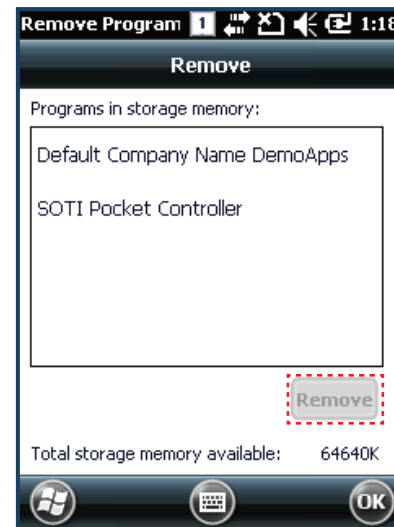 Remove Program 1 1:18
Remove
Programs in storage memory:
Default Company Name DemoApps
SOTI Pocket Controller
Remove
Total storage memory available: 64640K
OK